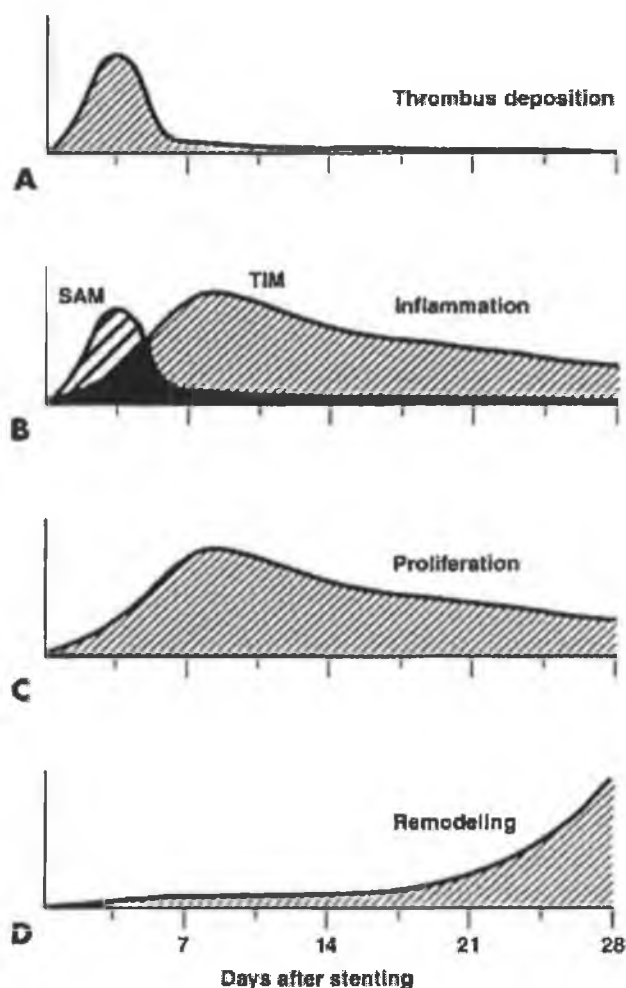 Thrombus deposition
A
SAM
TIM
Inflammation
B
Proliferation
C
Remodeling
D
7 14 21 28
Days after stenting